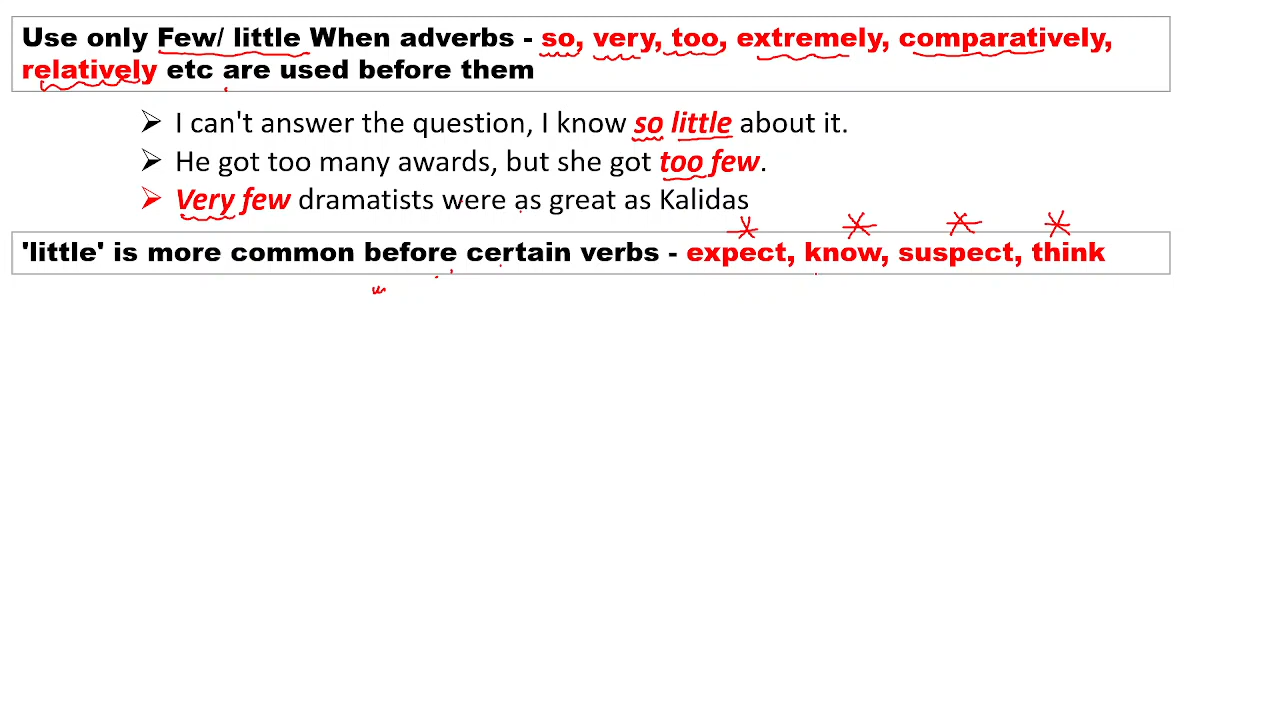 Use only Few/ little When adverbs - so, very, too, extremely, comparatively,
relatively etc are used before them
I can't answer the question, I know so little about it.
He got too many awards, but she got too few.
Very few dramatists were as great as Kalidas
'little' is more common before certain verbs - expect, know, suspect, think